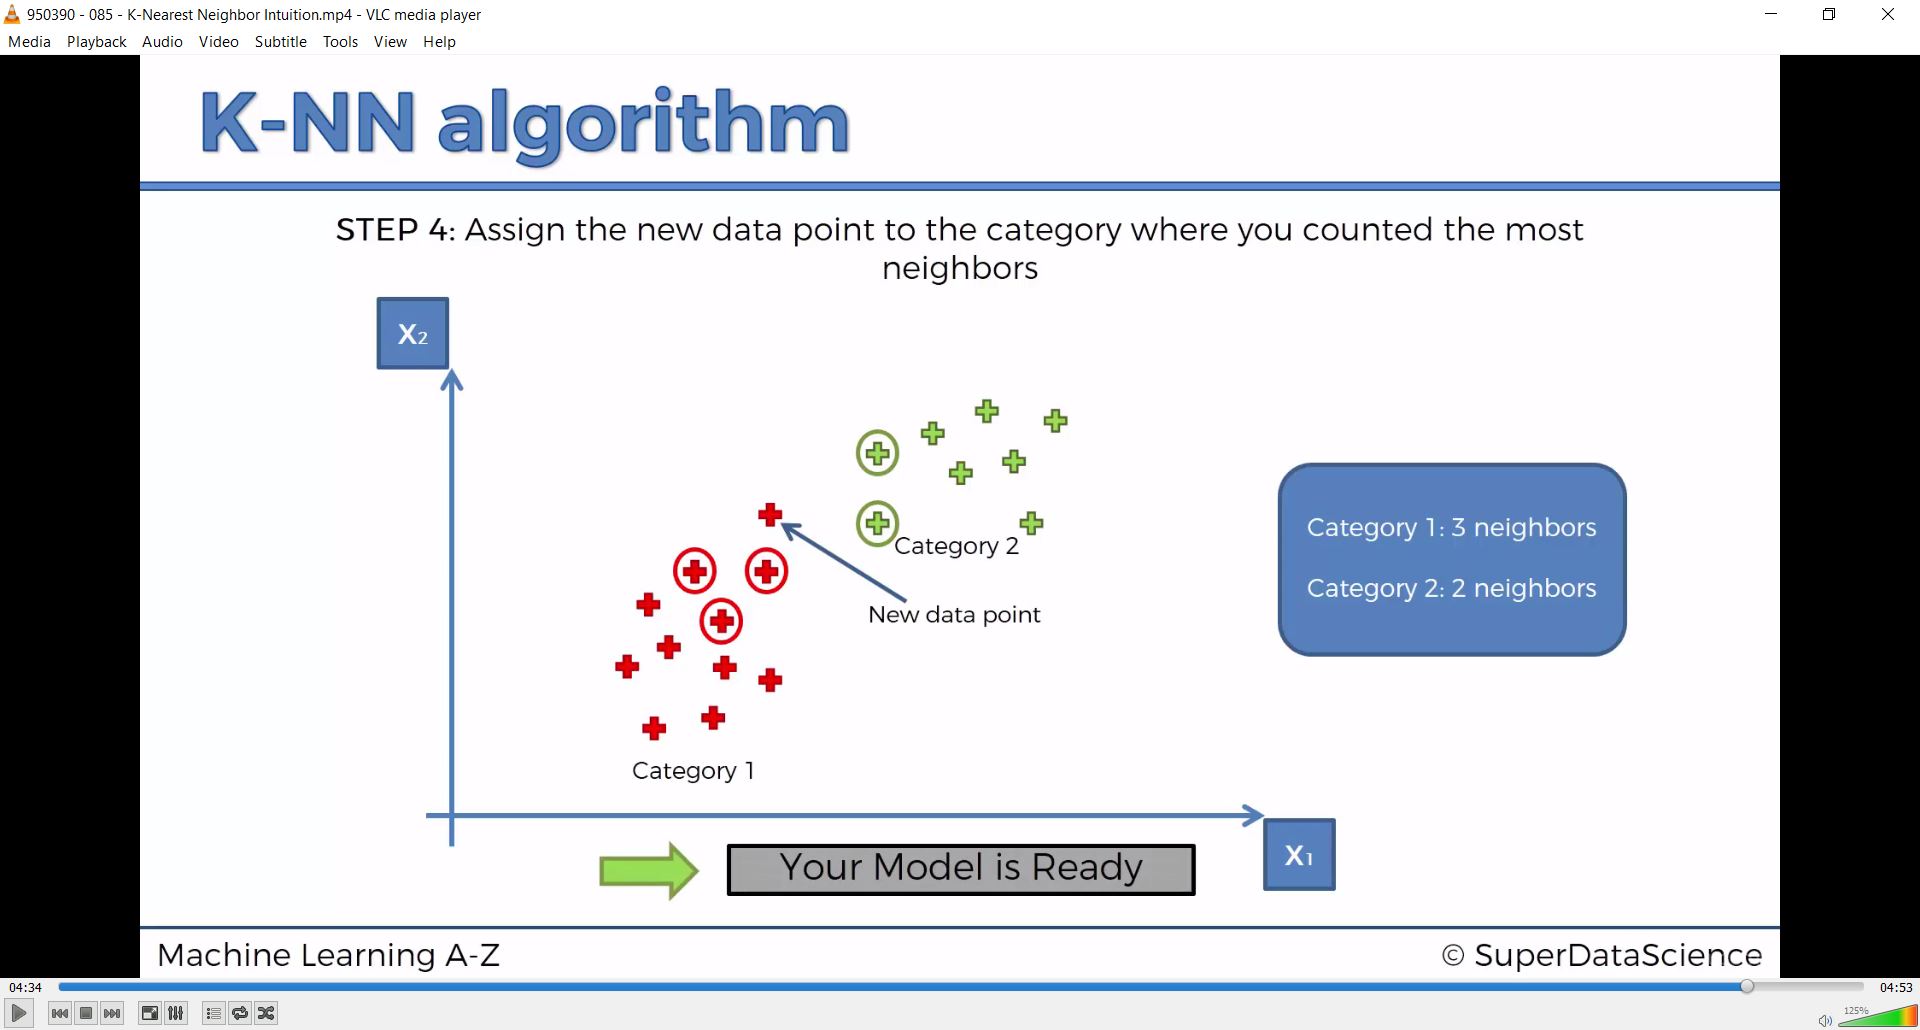 950390 - 085 - K-Nearest Neighbor Intuition.mp4 - VLC media player
Media Playback Audio Video Subtitle Tools View Help
K-NN algorithm
STEP 4: Assign the new data point to the category where you counted the most
neighbors
X2
Category 2
Category 1: 3 neighbors
New data point
Category 2: 2 neighbors
Category 1
X1
Your Model is Ready
Machine Learning A-Z
© SuperDataScience
04:34
04:53
125%